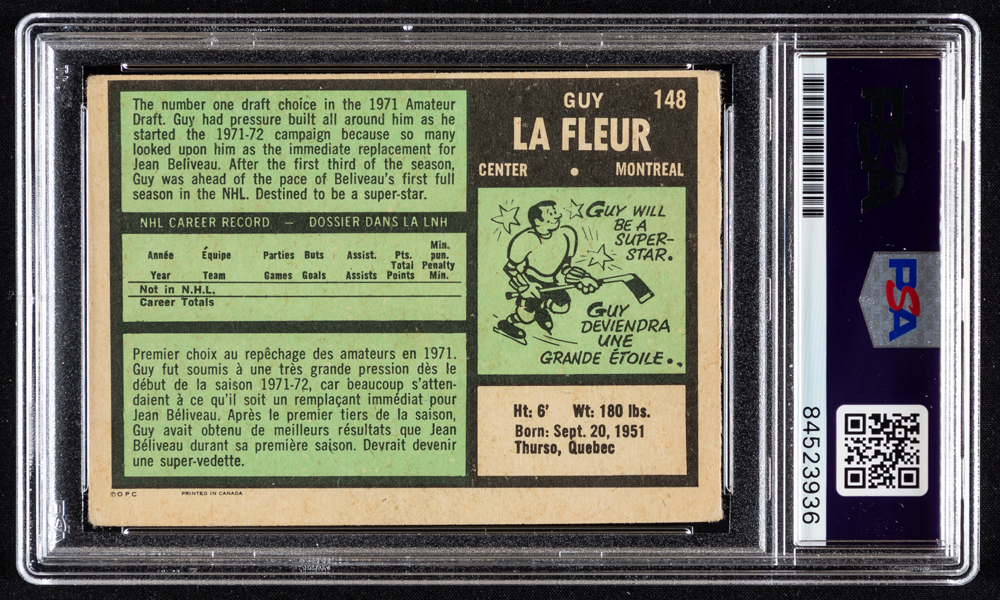 The number one draft choice in the 1971 Amateur
Draft. Guy had pressure built all around him as he
started the 1971-72 campaign because so many
looked upon him as the immediate replacement for
Jean Beliveau. After the first third of the season,
Guy was ahead of the pace of Beliveau's first full
season in the NHL. Destined to be a super-star.
NHL CAREER RECORD — DOSSIER DANS LA LNH
Année Équipe Parties Buts Assist. Pts. Min. pun.
Year Team Games Goals Assists Total Points Penalty Min.
Not in N.H.L.
Career Totals
Premier choix au repêchage des amateurs en 1971.
Guy fut soumis à une très grande pression dès le
début de la saison 1971-72, car beaucoup s'atten-
daient à ce qu'il soit un remplaçant immédiat pour
Jean Béliveau. Après le premier tiers de la saison,
Guy avait obtenu de meilleurs résultats que Jean
Béliveau durant sa première saison. Devrait devenir
une super-vedette.
©OPC PRINTED IN CANADA
GUY 148
LA FLEUR
CENTER • MONTREAL
GUY WILL
BE A
SUPER-
STAR.
GUY
DEVIENDRA
UNE
GRANDE ÉTOILE..
Ht: 6' Wt: 180 lbs.
Born: Sept. 20, 1951
Thurso, Quebec
PSA
PSA
84523936